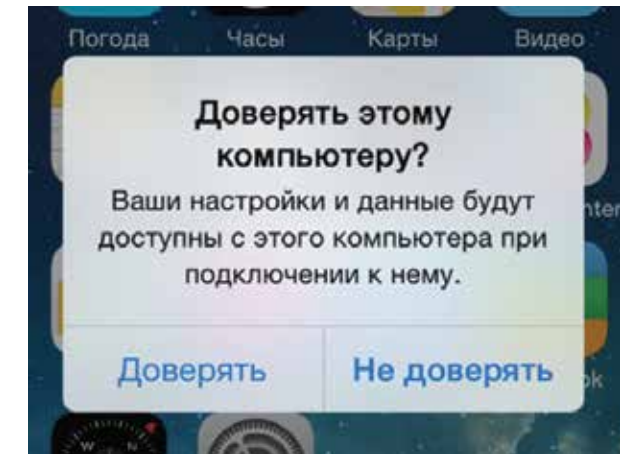 Погода Часы Карты Видео
Доверять этому
компьютеру?
Ваши настройки и данные будут
доступны с этого компьютера при
подключении к нему.
Доверять Не доверять
W N